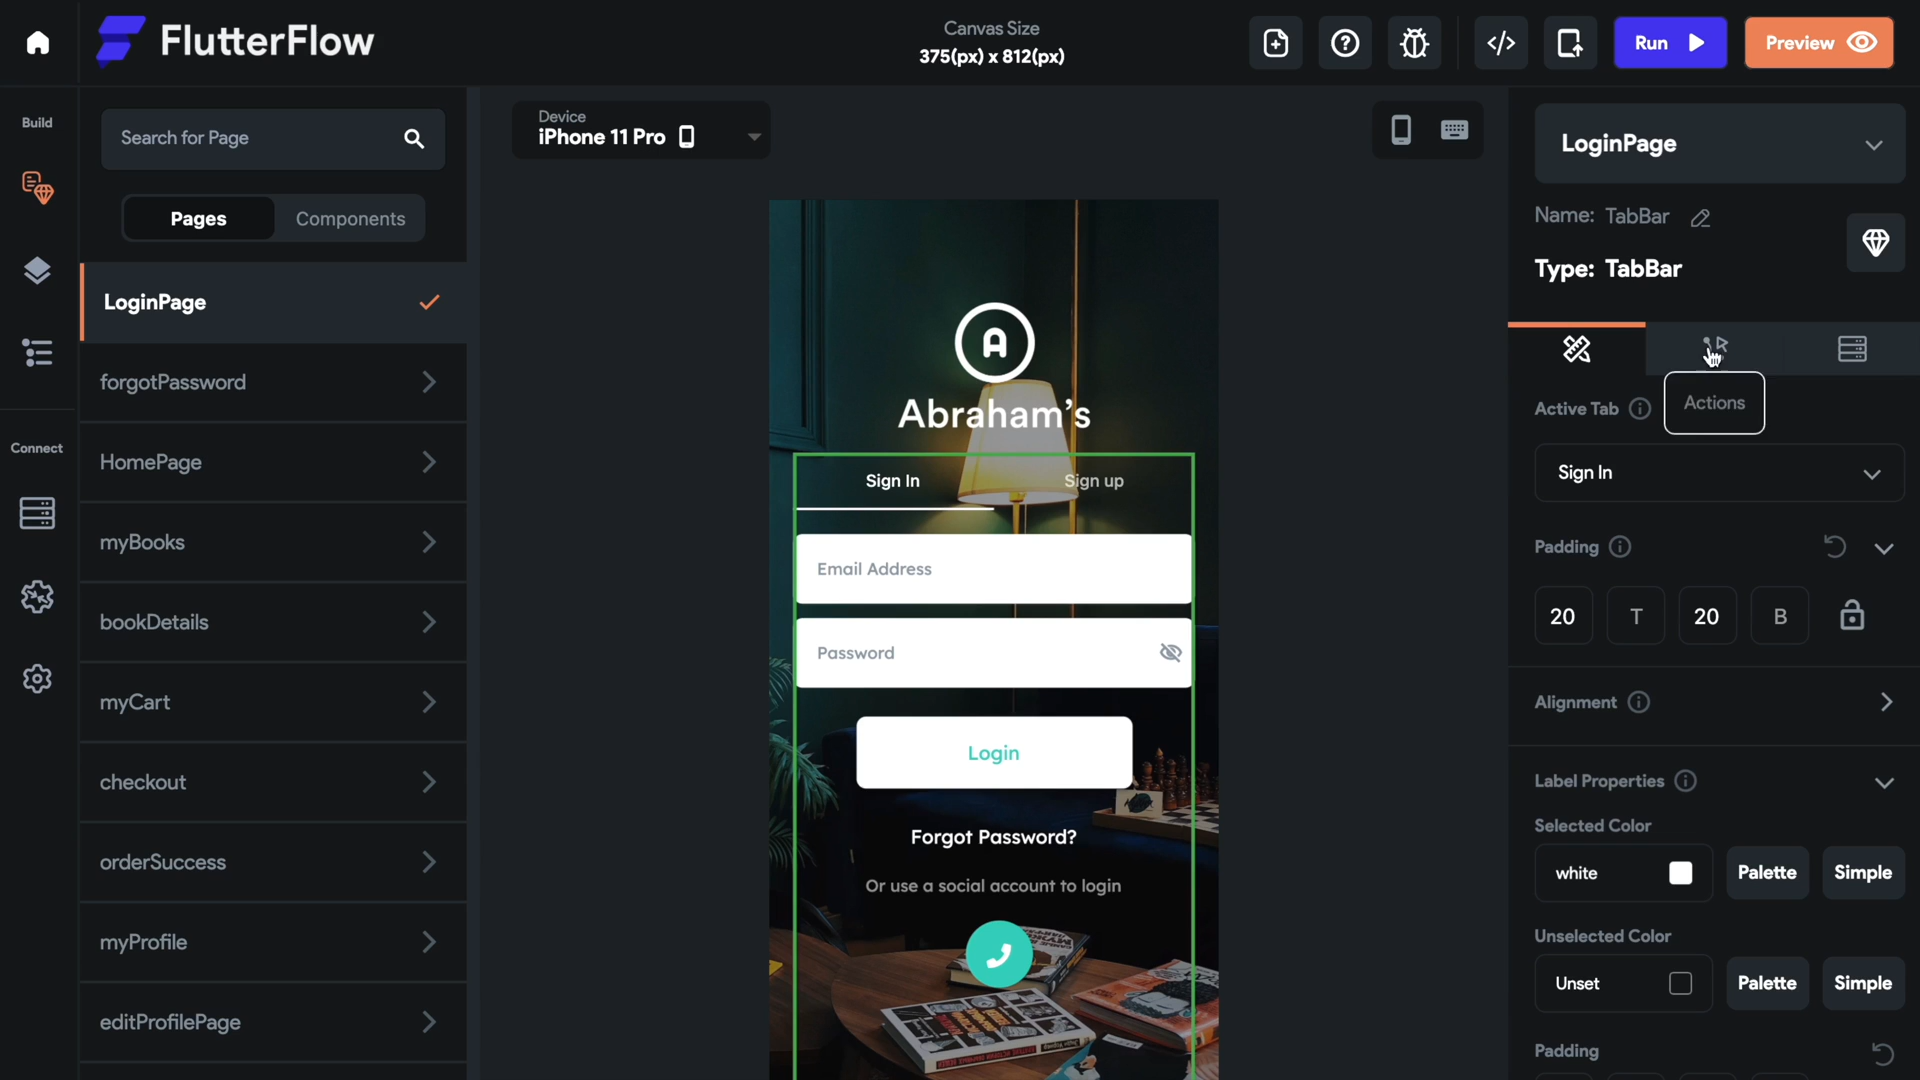 FlutterFlow
Canvas Size
375(px) x 812(px)
Run
Preview
Build
Connect
Search for Page
Pages
Components
LoginPage
forgotPassword
HomePage
myBooks
bookDetails
myCart
checkout
orderSuccess
myProfile
editProfilePage
Device
iPhone 11 Pro
A
Abraham's
Sign In
Sign up
Email Address
Password
Login
Forgot Password?
Or use a social account to login
LoginPage
Name: TabBar
Type: TabBar
Actions
Active Tab
Sign In
Padding
20 T 20 B
Alignment
Label Properties
Selected Color
white Palette Simple
Unselected Color
Unset Palette Simple
Padding